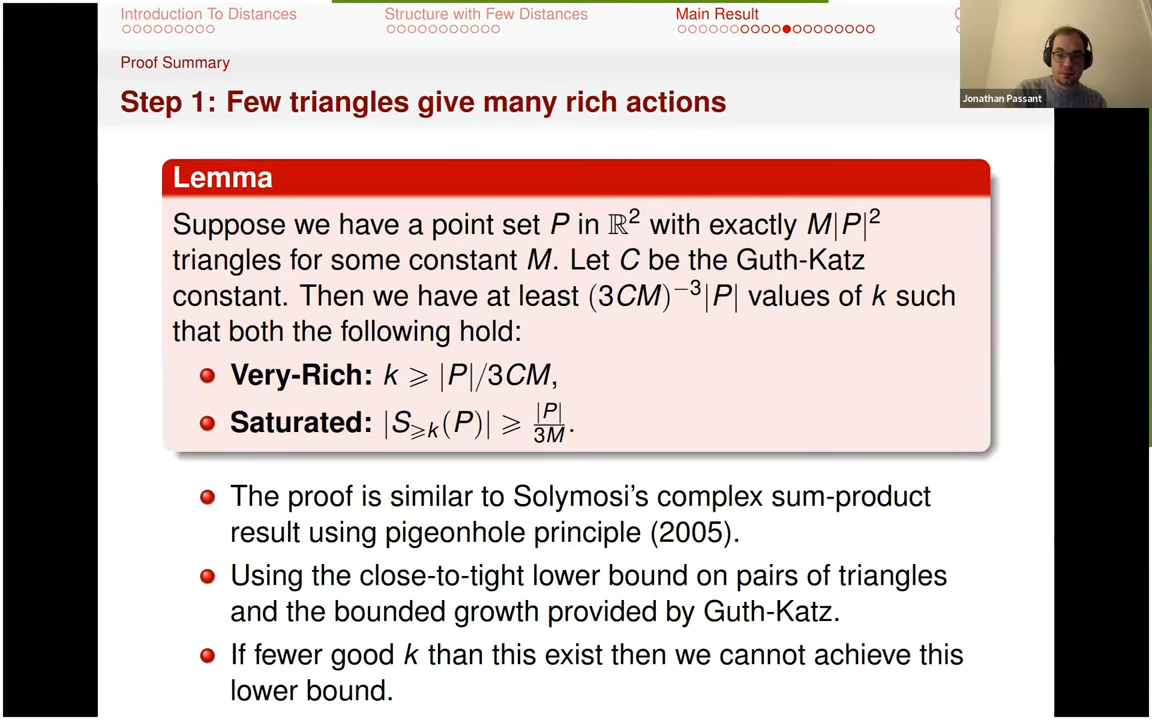 Introduction To Distances
Structure with Few Distances
Main Result
Proof Summary
Step 1: Few triangles give many rich actions
Jonathan Passant
Lemma
Suppose we have a point set P in ℝ² with exactly M|P|²
triangles for some constant M. Let C be the Guth-Katz
constant. Then we have at least (3CM)⁻³|P| values of k such
that both the following hold:
Very-Rich: k ⩾ |P|/3CM,
Saturated: |S⩾k(P)| ⩾ |P|/3M.
The proof is similar to Solymosi's complex sum-product
result using pigeonhole principle (2005).
Using the close-to-tight lower bound on pairs of triangles
and the bounded growth provided by Guth-Katz.
If fewer good k than this exist then we cannot achieve this
lower bound.